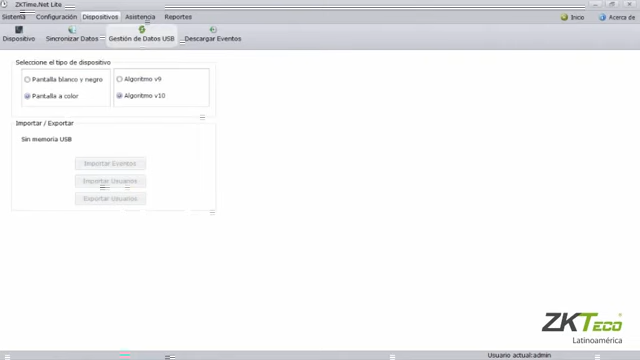 ZKTime.Net Lite
Sistema Configuración Dispositivos Asistencia Reportes Inicio Acerca de
Dispositivo Sincronizar Datos Gestión de Datos USB Descargar Eventos
Seleccione el tipo de dispositivo
Pantalla blanco y negro Algoritmo v9
Pantalla a color Algoritmo v10
Importar / Exportar
Sin memoria USB
Importar Eventos
Importar Usuarios
Exportar Usuarios
ZKTeco
Latinoamérica
Usuario actual:admin